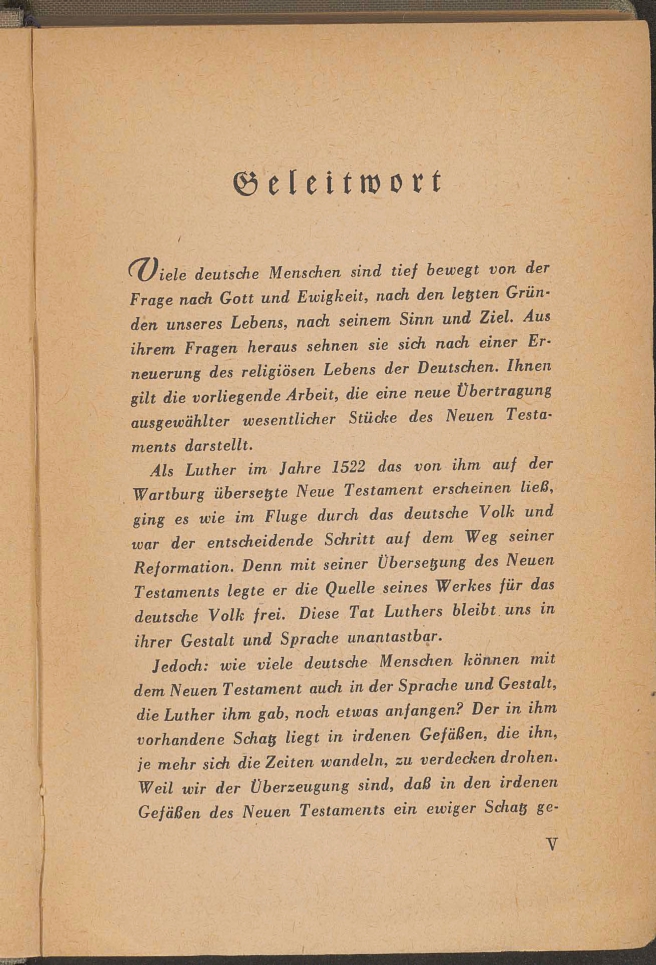 Geleitwort
Viele deutsche Menschen sind tief bewegt von der
Frage nach Gott und Ewigkeit, nach den letzten Grün-
den unseres Lebens, nach seinem Sinn und Ziel. Aus
ihrem Fragen heraus sehnen sie sich nach einer Er-
neuerung des religiösen Lebens der Deutschen. Ihnen
gilt die vorliegende Arbeit, die eine neue Übertragung
ausgewählter wesentlicher Stücke des Neuen Testa-
ments darstellt.
Als Luther im Jahre 1522 das von ihm auf der
Wartburg übersetzte Neue Testament erscheinen ließ,
ging es wie im Fluge durch das deutsche Volk und
war der entscheidende Schritt auf dem Weg seiner
Reformation. Denn mit seiner Übersetzung des Neuen
Testaments legte er die Quelle seines Werkes für das
deutsche Volk frei. Diese Tat Luthers bleibt uns in
ihrer Gestalt und Sprache unantastbar.
Jedoch: wie viele deutsche Menschen können mit
dem Neuen Testament auch in der Sprache und Gestalt,
die Luther ihm gab, noch etwas anfangen? Der in ihm
vorhandene Schatz liegt in irdenen Gefäßen, die ihn,
je mehr sich die Zeiten wandeln, zu verdecken drohen.
Weil wir der Überzeugung sind, daß in den irdenen
Gefäßen des Neuen Testaments ein ewiger Schatz ge-
V